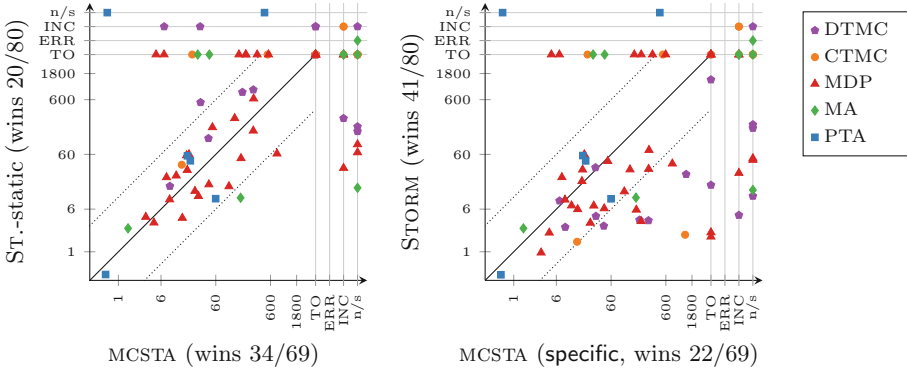 n/s
INC
ERR
TO
1800
600
60
6
1
ST.-static (wins 20/80)
1
6
60
600
1800
TO
ERR
INC
n/s
MCSTA (wins 34/69)
n/s
INC
ERR
TO
1800
600
60
6
1
STORM (wins 41/80)
1
6
60
600
1800
TO
ERR
INC
n/s
MCSTA (specific, wins 22/69)
DTMC
CTMC
MDP
MA
PTA